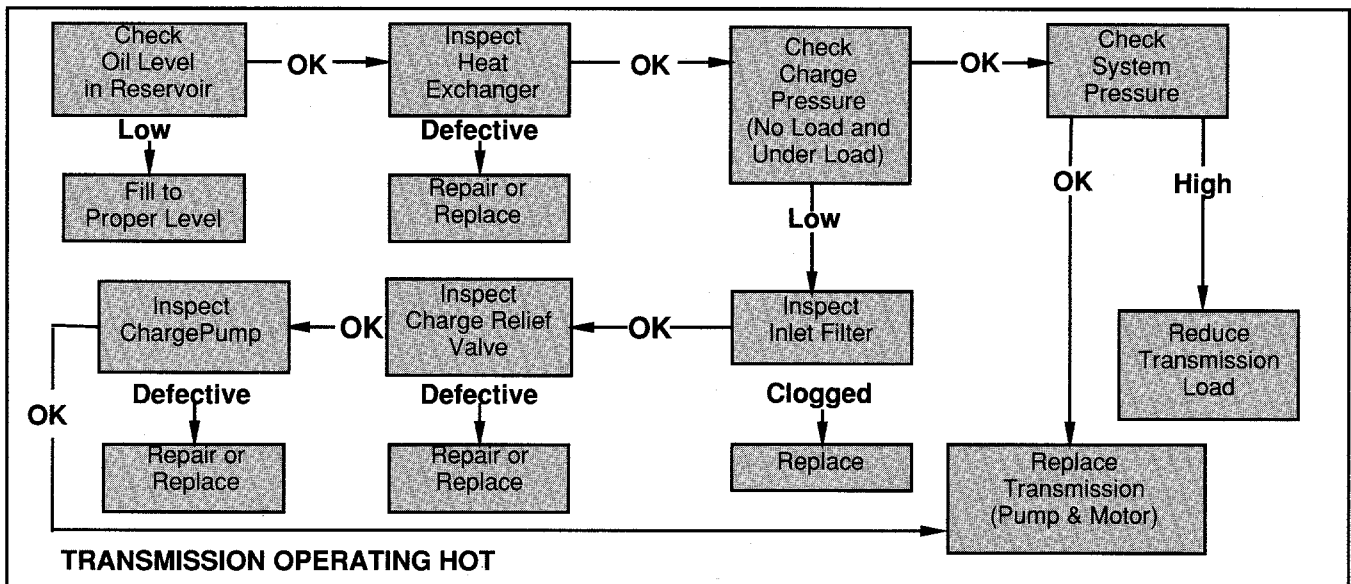 Check
Oil Level
in Reservoir
OK
Inspect
Heat
Exchanger
OK
Check
Charge
Pressure
(No Load and
Under Load)
OK
Check
System
Pressure
Low
Defective
Low
OK
High
Fill to
Proper Level
Repair or
Replace
Inspect
ChargePump
OK
Inspect
Charge Relief
Valve
OK
Inspect
Inlet Filter
Reduce
Transmission
Load
OK
Defective
Defective
Clogged
Repair or
Replace
Repair or
Replace
Replace
Replace
Transmission
(Pump & Motor)
TRANSMISSION OPERATING HOT